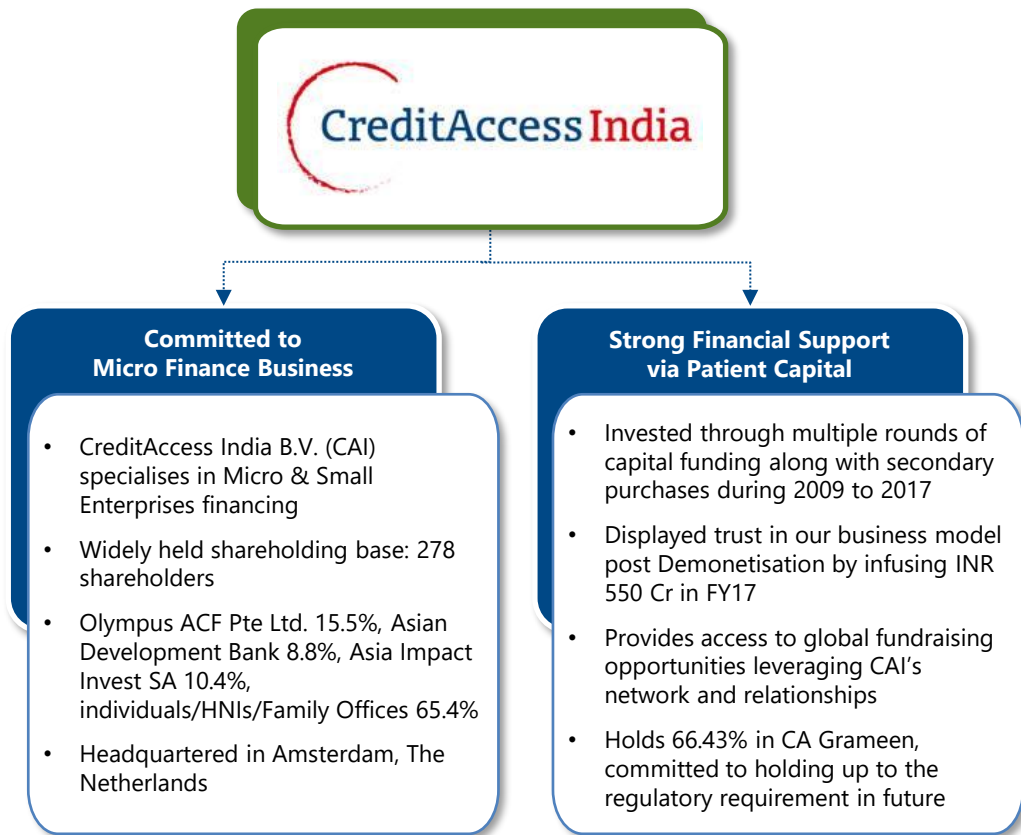 CreditAccess India
Committed to
Micro Finance Business
• CreditAccess India B.V. (CAI)
specialises in Micro & Small
Enterprises financing
• Widely held shareholding base: 278
shareholders
• Olympus ACF Pte Ltd. 15.5%, Asian
Development Bank 8.8%, Asia Impact
Invest SA 10.4%,
individuals/HNIs/Family Offices 65.4%
• Headquartered in Amsterdam, The
Netherlands
Strong Financial Support
via Patient Capital
• Invested through multiple rounds of
capital funding along with secondary
purchases during 2009 to 2017
• Displayed trust in our business model
post Demonetisation by infusing INR
550 Cr in FY17
• Provides access to global fundraising
opportunities leveraging CAI’s
network and relationships
• Holds 66.43% in CA Grameen,
committed to holding up to the
regulatory requirement in future